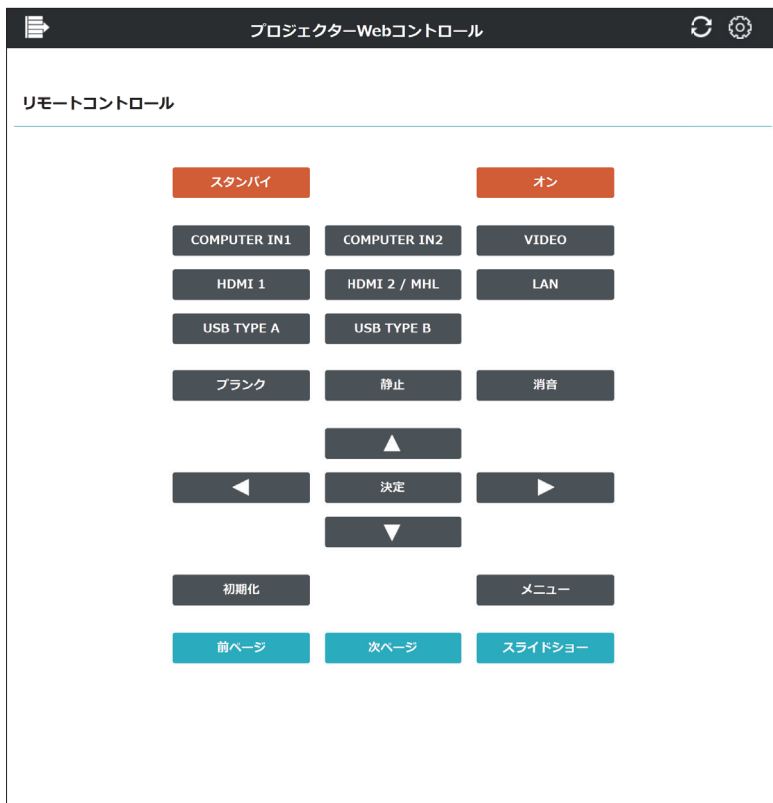 プロジェクターWebコントロール
リモートコントロール
スタンバイ オン
COMPUTER IN1 COMPUTER IN2 VIDEO
HDMI 1 HDMI 2 / MHL LAN
USB TYPE A USB TYPE B
ブランク 静止 消音
▲
◀ 決定 ▶
▼
初期化 メニュー
前ページ 次ページ スライドショー